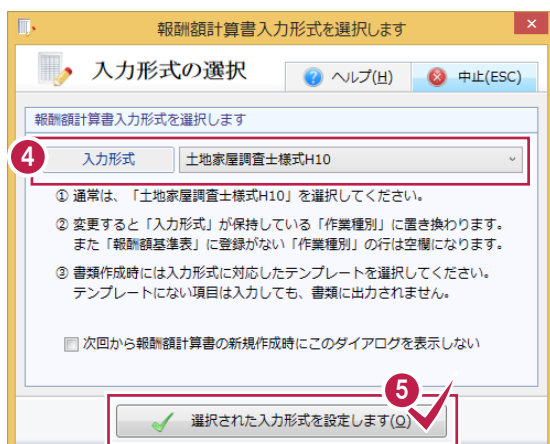 報酬額計算書入力形式を選択します
×
入力形式の選択
ヘルプ(H)
中止(ESC)
報酬額計算書入力形式を選択します
4
入力形式
土地家屋調査士様式H10
① 通常は、「土地家屋調査士様式H10」を選択してください。
② 変更すると「入力形式」が保持している「作業種別」に置き換わります。
また「報酬額基準表」に登録がない「作業種別」の行は空欄になります。
③ 書類作成時には入力形式に対応したテンプレートを選択してください。
テンプレートにない項目は入力しても、書類に出力されません。
次回から報酬額計算書の新規作成時にこのダイアログを表示しない
5
選択された入力形式を設定します(O)